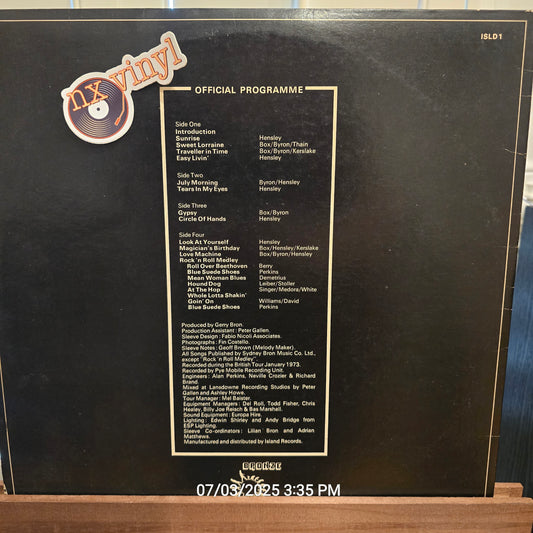 ISLD1
nx vinyl
OFFICIAL PROGRAMME
Side One
Introduction
Sunrise Hensley
Sweet Lorraine Box/Byron/Thain
Traveller in Time Box/Byron/Kerslake
Easy Livin' Hensley
Side Two
July Morning Byron/Hensley
Tears In My Eyes Hensley
Side Three
Gypsy Box/Byron
Circle Of Hands Hensley
Side Four
Look At Yourself Hensley
Magician's Birthday Box/Hensley/Kerslake
Love Machine Box/Byron/Hensley
Rock 'n Roll Medley
Roll Over Beethoven Berry
Blue Suede Shoes Perkins
Mean Woman Blues Demetrius
Hound Dog Leiber/Stoller
At The Hop Singer/Medora/White
Whole Lotta Shakin'
Goin' On Williams/David
Blue Suede Shoes Perkins
Produced by Gerry Bron.
Production Assistant: Peter Gallen.
Sleeve Design: Fabio Nicoli Associates.
Photographs: Fin Costello.
Sleeve Notes: Geoff Brown (Melody Maker).
All Songs Published by Sydney Bron Music Co. Ltd.,
except "Rock 'n Roll Medley".
Recorded during the British Tour January 1973.
Recorded by Pye Mobile Recording Unit.
Engineers: Alan Perkins, Neville Crozier & Richard
Brand.
Mixed at Lansdowne Recording Studios by Peter
Gallen and Ashley Howe.
Tour Manager: Mel Baister.
Equipment Managers: Del Roll, Todd Fisher, Chris
Healey, Billy Joe Reisch & Bas Marshall.
Sound Equipment: Europa Hire.
Lighting: Edwin Shirley and Andy Bridge from
ESP Lighting.
Sleeve Co-ordinators: Lilian Bron and Adrian
Matthews.
Manufactured and distributed by Island Records.
BRONZE
07/03/2025 3:35 PM